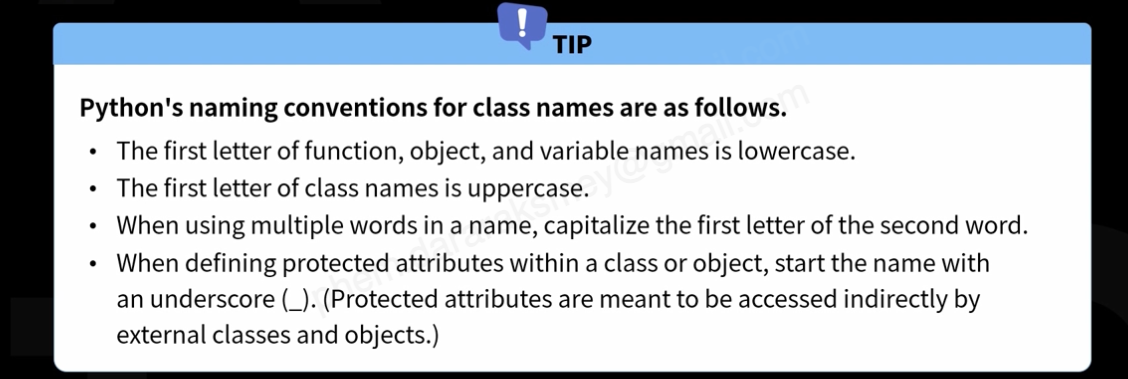 !
TIP
Python's naming conventions for class names are as follows.
• The first letter of function, object, and variable names is lowercase.
• The first letter of class names is uppercase.
• When using multiple words in a name, capitalize the first letter of the second word.
• When defining protected attributes within a class or object, start the name with
an underscore (_). (Protected attributes are meant to be accessed indirectly by
external classes and objects.)